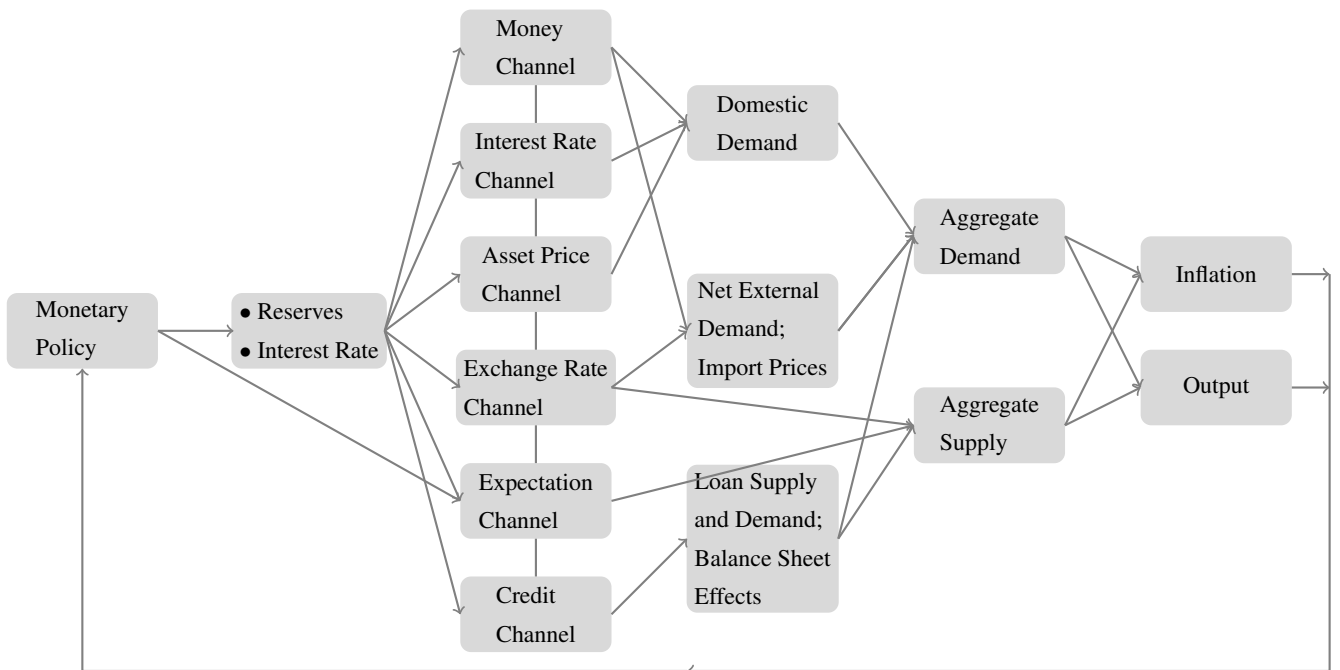 Money
Channel
Interest Rate
Channel
Asset Price
Channel
Exchange Rate
Channel
Expectation
Channel
Credit
Channel
Monetary
Policy
• Reserves
• Interest Rate
Domestic
Demand
Net External
Demand;
Import Prices
Loan Supply
and Demand;
Balance Sheet
Effects
Aggregate
Demand
Aggregate
Supply
Inflation
Output